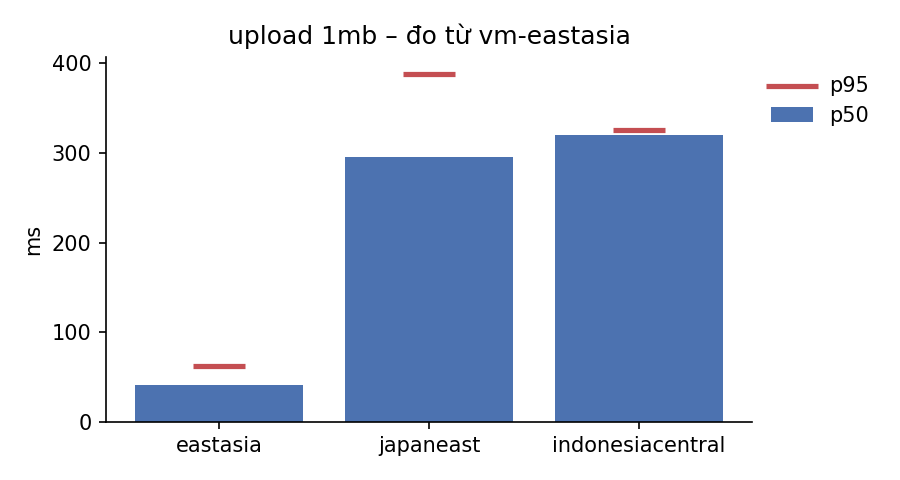 upload 1mb – đo từ vm-eastasia
400
300
200
100
0
ms
p95
p50
eastasia
japaneast
indonesiacentral